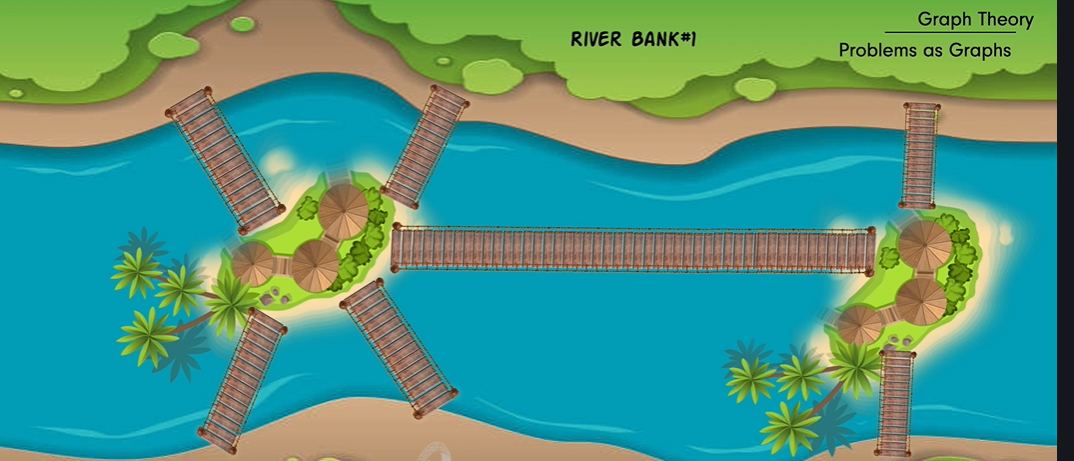 Graph Theory
RIVER BANK#1
Problems as Graphs